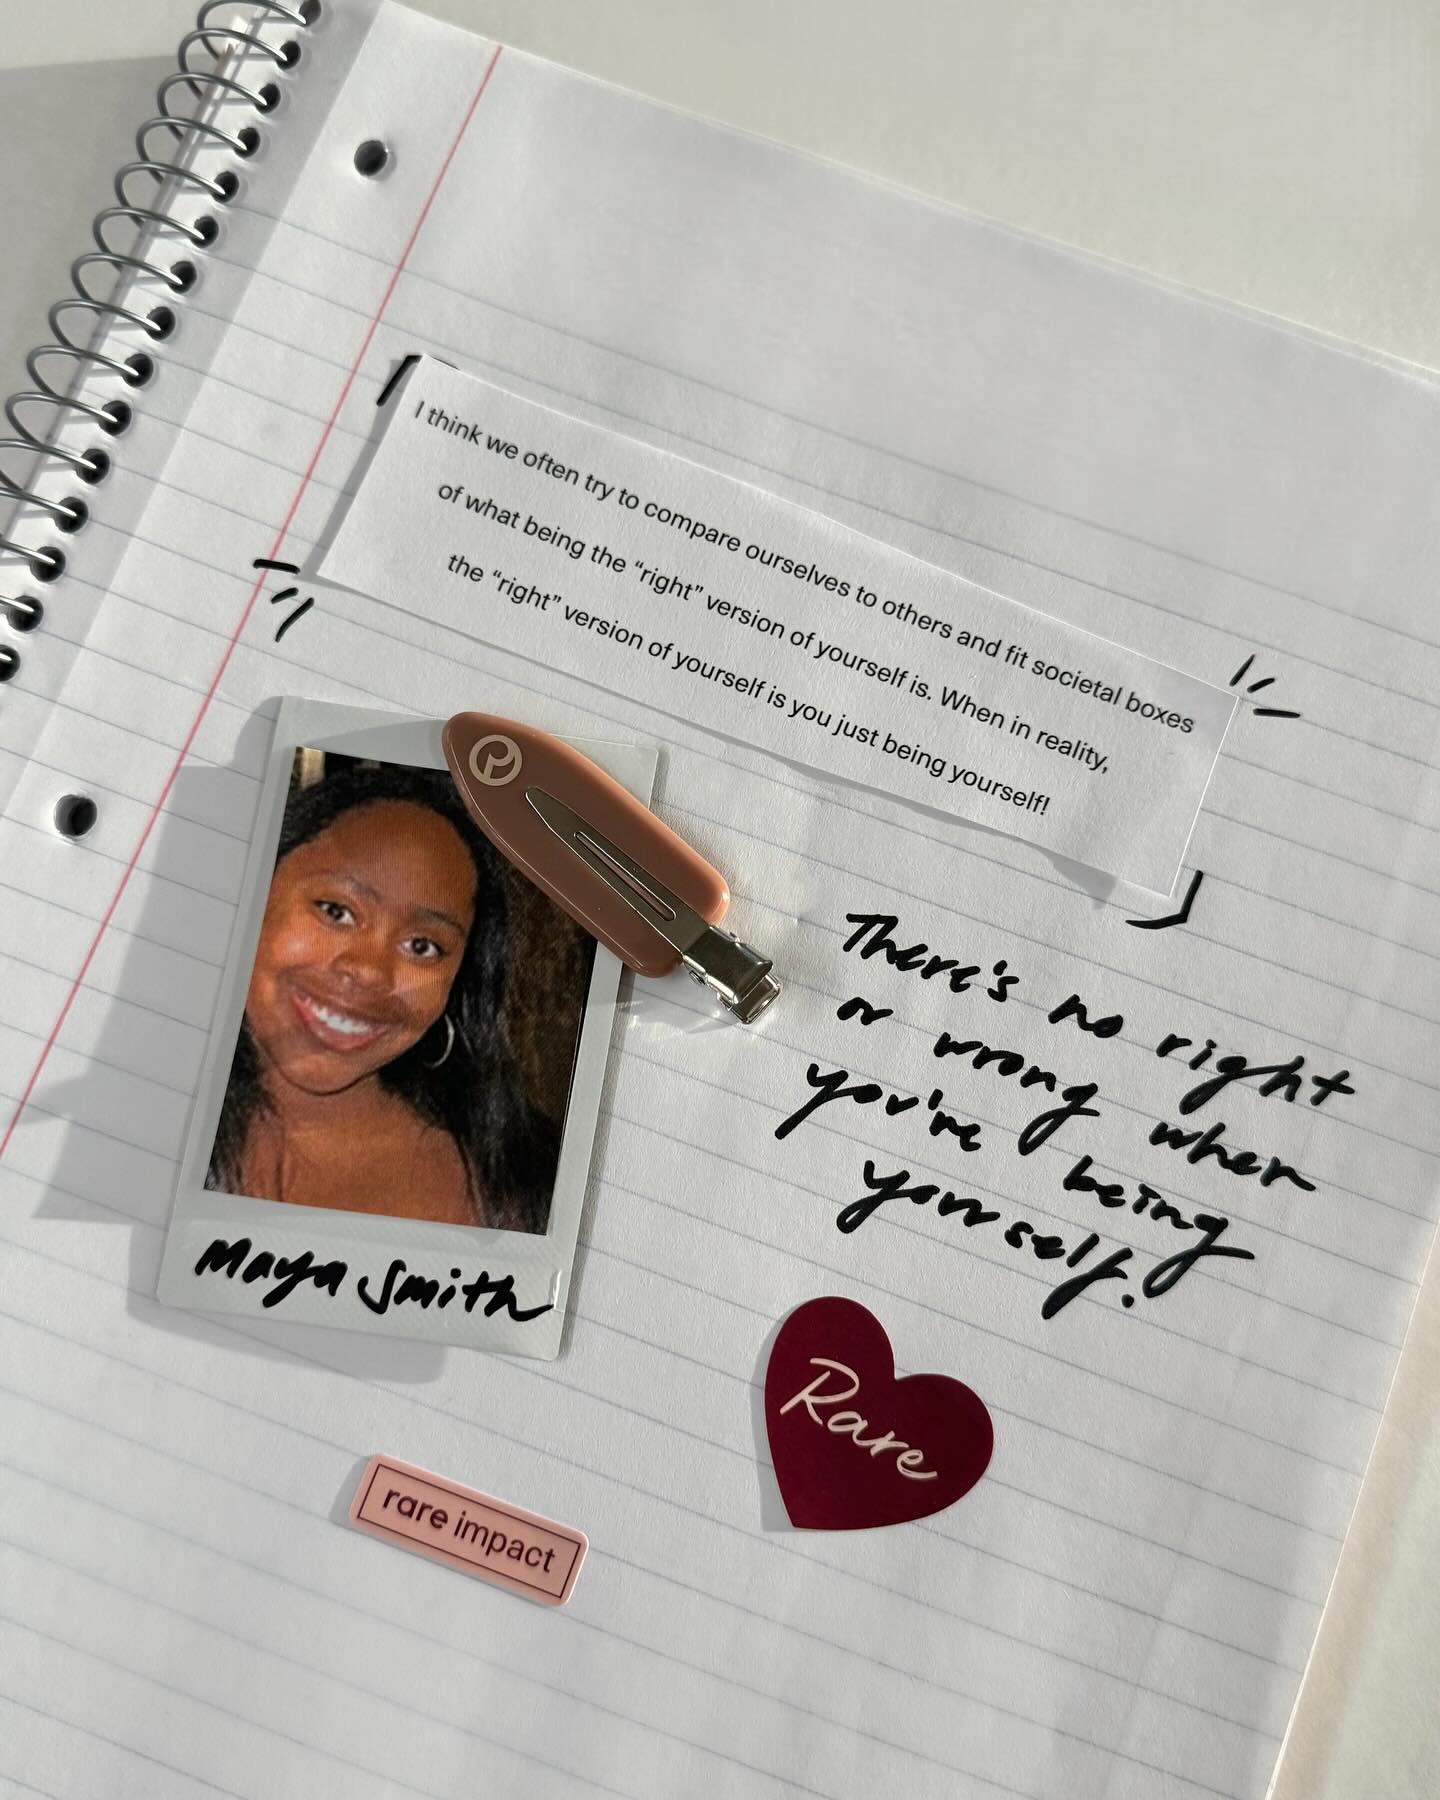 I think we often try to compare ourselves to others and fit societal boxes
of what being the “right” version of yourself is. When in reality,
the “right” version of yourself is you just being yourself!
R
There's no right
or wrong when
you're being
yourself.
Maya Smith
Rare
rare impact